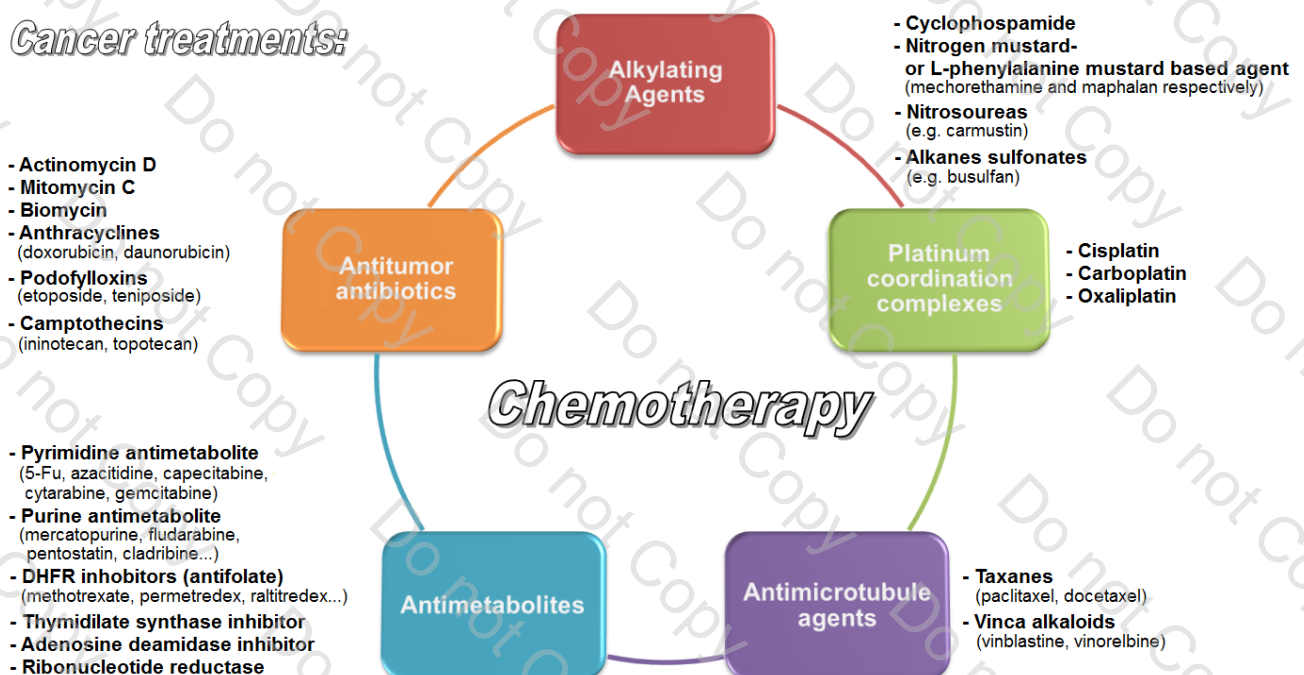 Cancer treatments:
Alkylating
Agents
- Cyclophospamide
- Nitrogen mustard-
or L-phenylalanine mustard based agent
(mechorethamine and maphalan respectively)
- Nitrosoureas
(e.g. carmustin)
- Alkanes sulfonates
(e.g. busulfan)
- Actinomycin D
- Mitomycin C
- Biomycin
- Anthracyclines
(doxorubicin, daunorubicin)
- Podofylloxins
(etoposide, teniposide)
- Camptothecins
(ininotecan, topotecan)
Antitumor
antibiotics
Platinum
coordination
complexes
- Cisplatin
- Carboplatin
- Oxaliplatin
Chemotherapy
- Pyrimidine antimetabolite
(5-Fu, azacitidine, capecitabine,
cytarabine, gemcitabine)
- Purine antimetabolite
(mercatopurine, fludarabine,
pentostatin, cladribine...)
- DHFR inhobitors (antifolate)
(methotrexate, permetredex, raltitredex...)
- Thymidilate synthase inhibitor
- Adenosine deamidase inhibitor
- Ribonucleotide reductase
Antimetabolites
Antimicrotubule
agents
- Taxanes
(paclitaxel, docetaxel)
- Vinca alkaloids
(vinblastine, vinorelbine)
Do not Copy